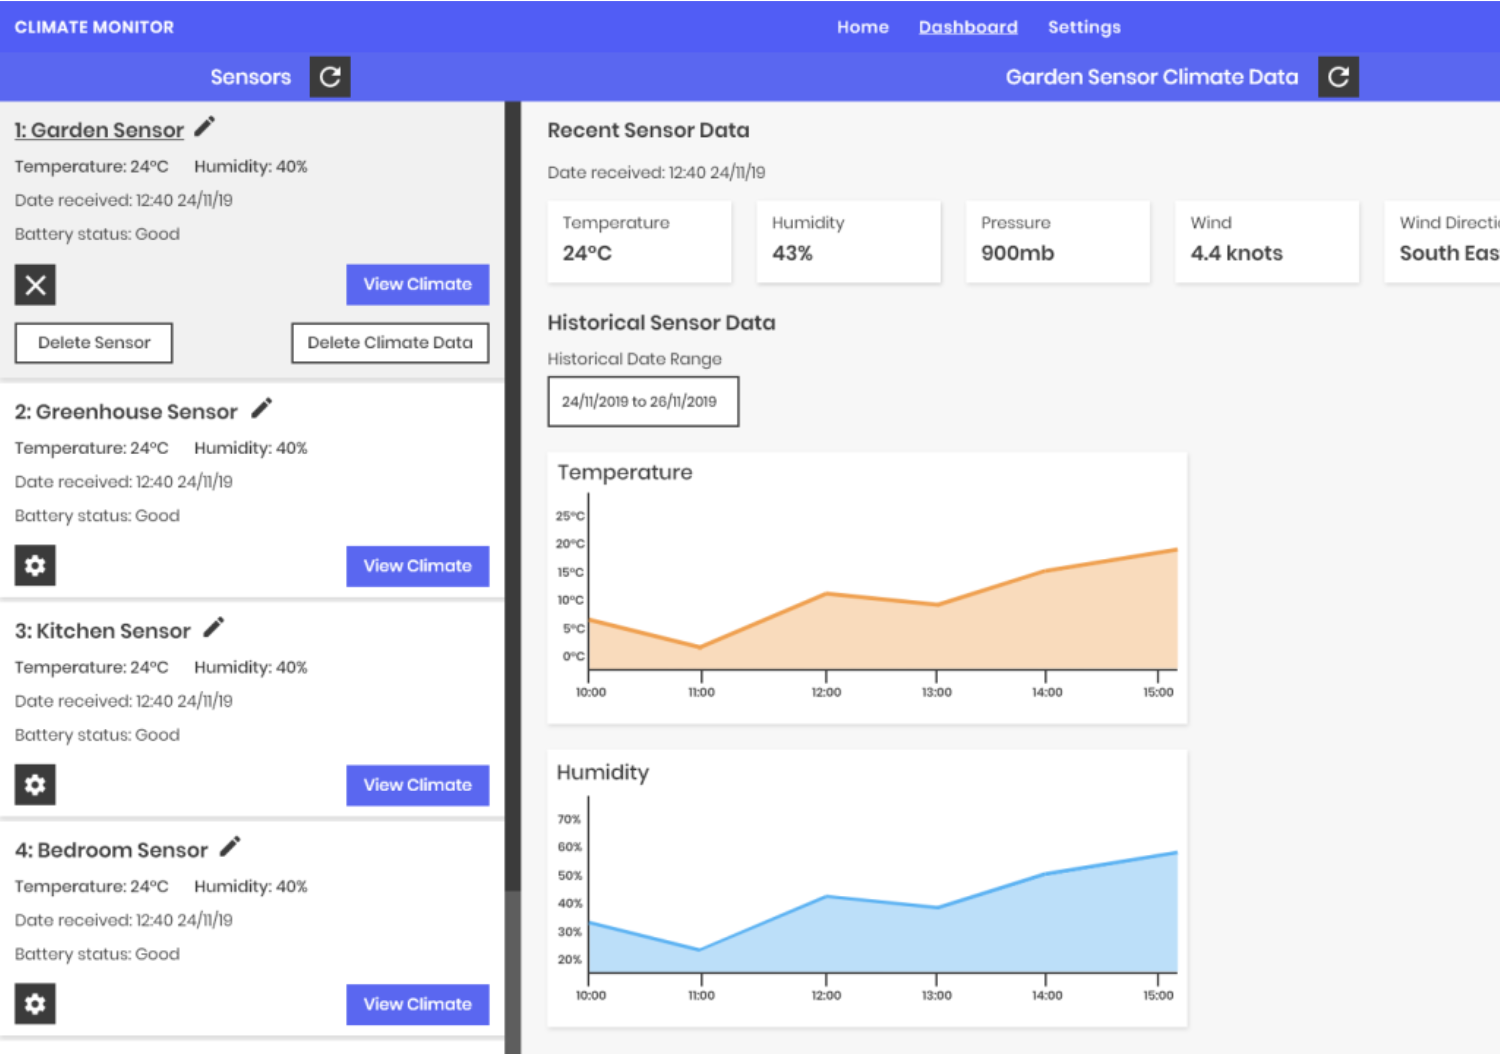 CLIMATE MONITOR
Home Dashboard Settings
Sensors
Garden Sensor Climate Data
1: Garden Sensor
Temperature: 24°C Humidity: 40%
Date received: 12:40 24/11/19
Battery status: Good
View Climate
Delete Sensor Delete Climate Data
2: Greenhouse Sensor
Temperature: 24°C Humidity: 40%
Date received: 12:40 24/11/19
Battery status: Good
View Climate
3: Kitchen Sensor
Temperature: 24°C Humidity: 40%
Date received: 12:40 24/11/19
Battery status: Good
View Climate
4: Bedroom Sensor
Temperature: 24°C Humidity: 40%
Date received: 12:40 24/11/19
Battery status: Good
View Climate
Recent Sensor Data
Date received: 12:40 24/11/19
Temperature
24°C
Humidity
43%
Pressure
900mb
Wind
4.4 knots
Wind Directi
South Eas
Historical Sensor Data
Historical Date Range
24/11/2019 to 26/11/2019
Temperature
25°C
20°C
15°C
10°C
5°C
0°C
10:00 11:00 12:00 13:00 14:00 15:00
Humidity
70%
60%
50%
40%
30%
20%
10:00 11:00 12:00 13:00 14:00 15:00